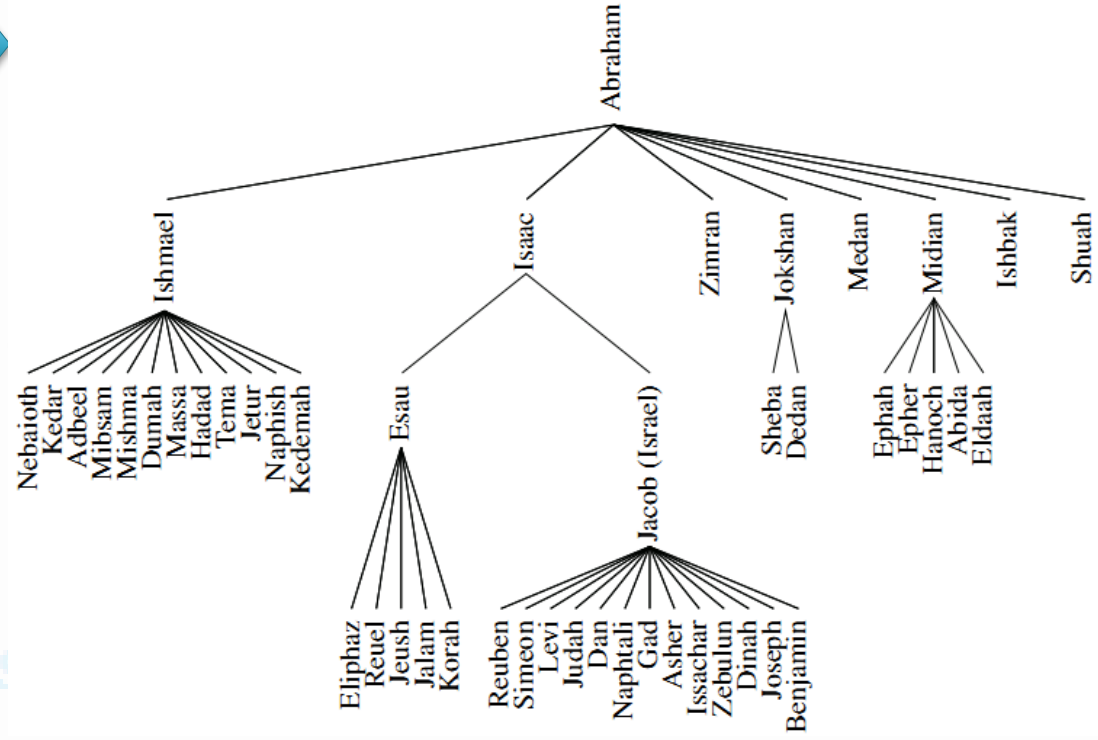 Abraham
Ishmael
Isaac
Zimran
Jokshan
Medan
Midian
Ishbak
Shuah
Nebaioth
Kedar
Adbeel
Mibsam
Mishma
Dumah
Massa
Hadad
Tema
Jetur
Naphish
Kedemah
Esau
Jacob (Israel)
Sheba
Dedan
Ephah
Epher
Hanoch
Abida
Eldaah
Eliphaz
Reuel
Jeush
Jalam
Korah
Reuben
Simeon
Levi
Judah
Dan
Naphtali
Gad
Asher
Issachar
Zebulun
Dinah
Joseph
Benjamin